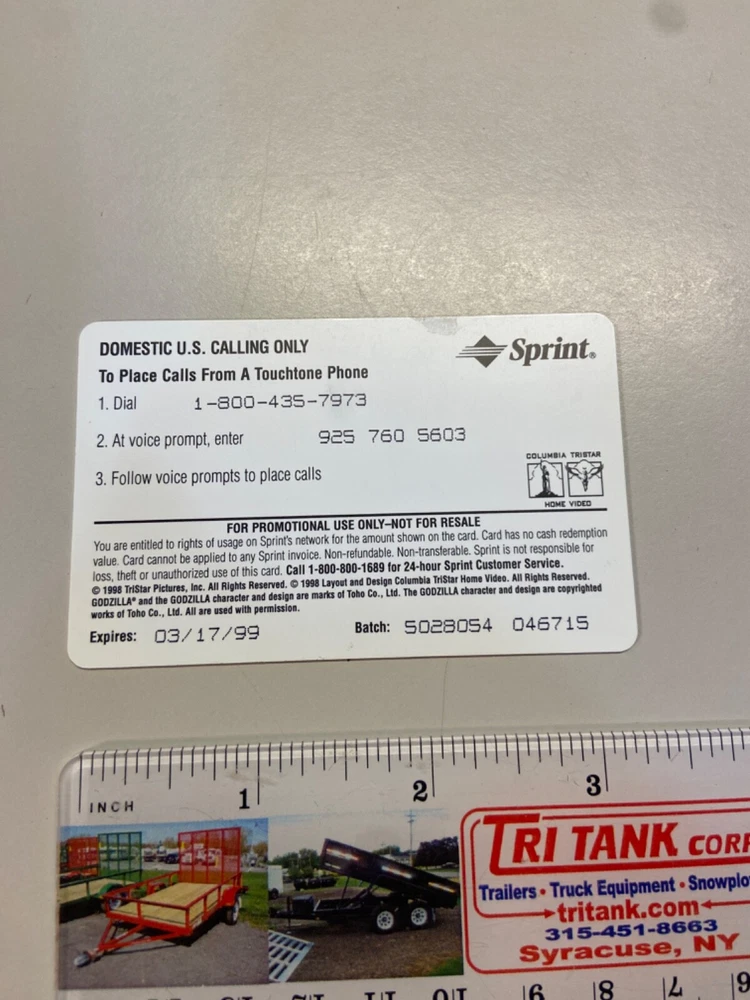 DOMESTIC U.S. CALLING ONLY
Sprint®
To Place Calls From A Touchtone Phone
1. Dial 1-800-435-7973
2. At voice prompt, enter 925 760 5603
3. Follow voice prompts to place calls
COLUMBIA TRISTAR
HOME VIDEO
FOR PROMOTIONAL USE ONLY–NOT FOR RESALE
You are entitled to rights of usage on Sprint's network for the amount shown on the card. Card has no cash redemption
value. Card cannot be applied to any Sprint invoice. Non-refundable. Non-transferable. Sprint is not responsible for
loss, theft or unauthorized use of this card. Call 1-800-800-1689 for 24-hour Sprint Customer Service.
© 1998 TriStar Pictures, Inc. All Rights Reserved. © 1998 Layout and Design Columbia TriStar Home Video. All Rights Reserved.
GODZILLA® and the GODZILLA character and design are marks of Toho Co., Ltd. The GODZILLA character and design are copyrighted
works of Toho Co., Ltd. All are used with permission.
Expires: 03/17/99 Batch: 5028054 046715
INCH 1 2 3
TRI TANK CORP
Trailers • Truck Equipment • Snowplo
tritank.com
315-451-8663
Syracuse, NY
10 9 8 7 6